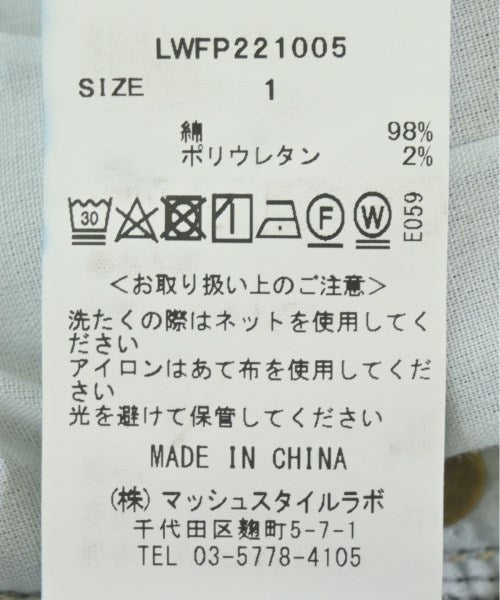 LWFP221005
SIZE 1
綿 98%
ポリウレタン 2%
30 F W E059
＜お取り扱い上のご注意＞
洗たくの際はネットを使用してく
ださい
アイロンはあて布を使用してくだ
さい
光を避けて保管してください
MADE IN CHINA
(株) マッシュスタイルラボ
千代田区麹町5-7-1
TEL 03-5778-4105